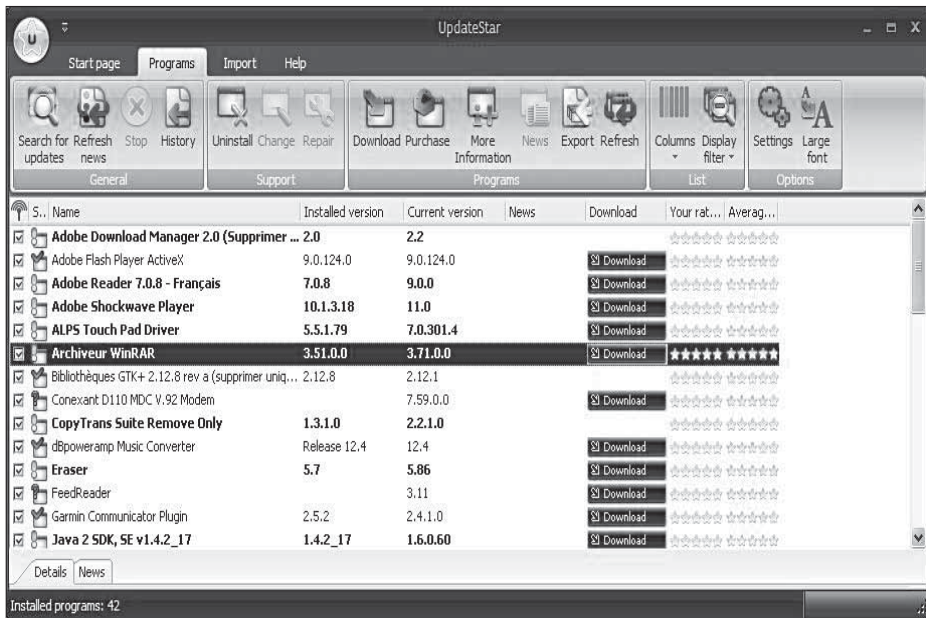 UpdateStar
U
Start page Programs Import Help
Search for updates Refresh news Stop History Uninstall Change Repair Download Purchase More Information News Export Refresh Columns Display filter Settings Large font
General Support Programs List Options
S.. Name Installed version Current version News Download Your rat... Averag...
Adobe Download Manager 2.0 (Supprimer ... 2.0 2.2
Adobe Flash Player ActiveX 9.0.124.0 9.0.124.0 Download
Adobe Reader 7.0.8 - Français 7.0.8 9.0.0 Download
Adobe Shockwave Player 10.1.3.18 11.0 Download
ALPS Touch Pad Driver 5.5.1.79 7.0.301.4 Download
Archiveur WinRAR 3.51.0.0 3.71.0.0 Download
Bibliothèques GTK+ 2.12.8 rev a (supprimer uniq... 2.12.8 2.12.1
Conexant D110 MDC V.92 Modem 7.59.0.0 Download
CopyTrans Suite Remove Only 1.3.1.0 2.2.1.0
dBpoweramp Music Converter Release 12.4 12.4 Download
Eraser 5.7 5.86 Download
FeedReader 3.11 Download
Garmin Communicator Plugin 2.5.2 2.4.1.0 Download
Java 2 SDK, SE v1.4.2_17 1.4.2_17 1.6.0.60 Download
Details News
Installed programs: 42